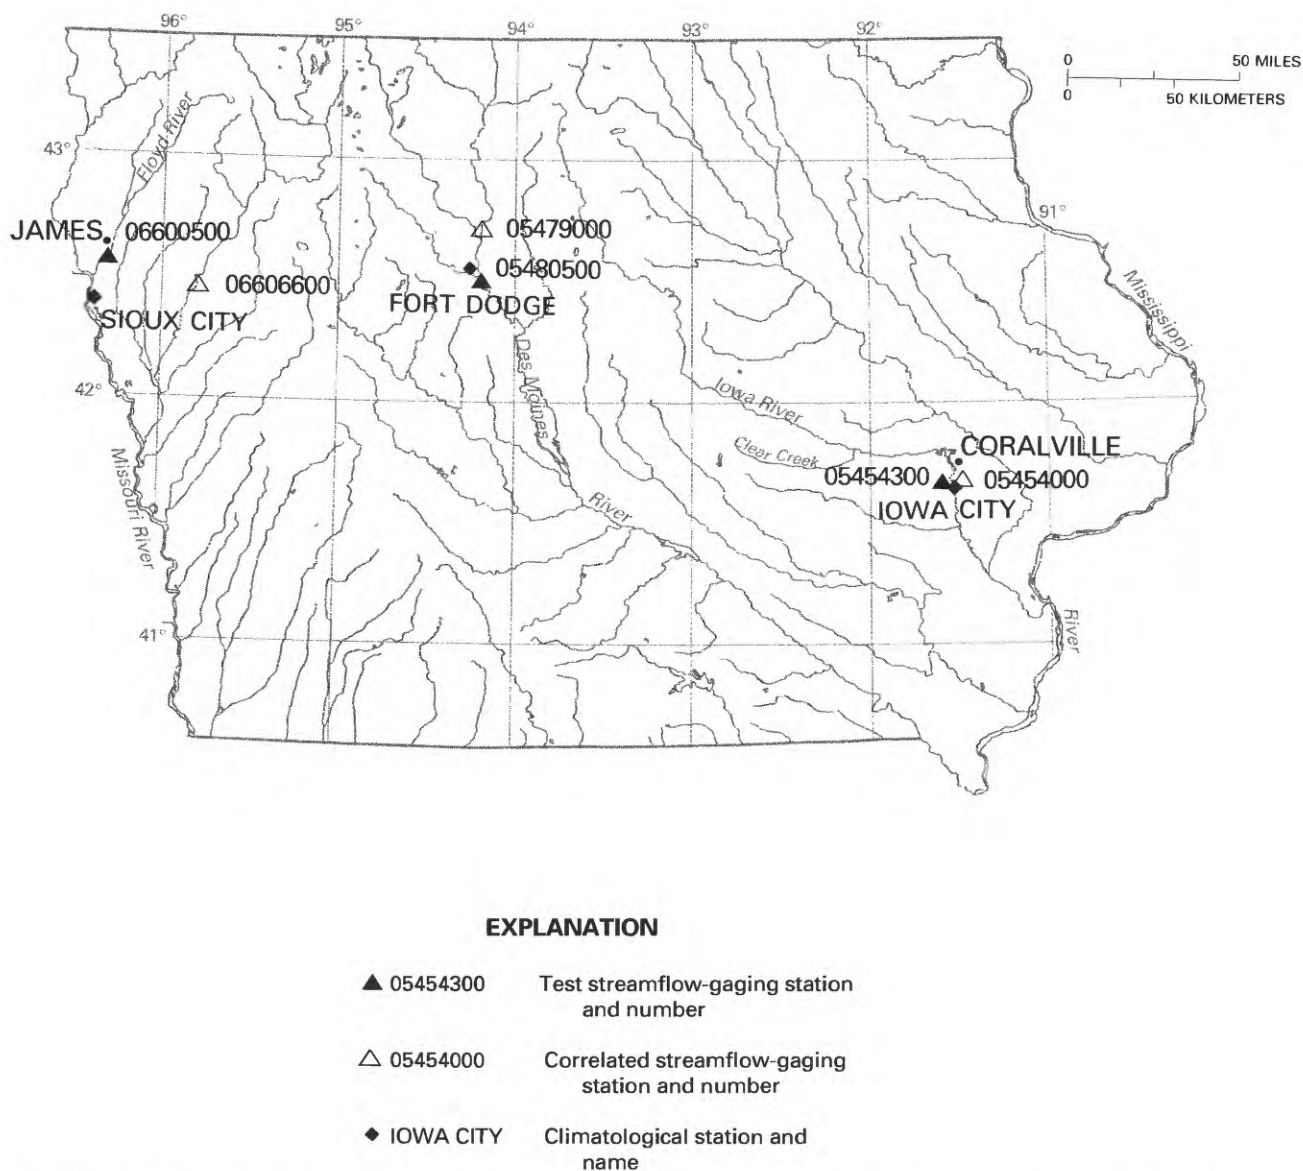 96°
95°
94°
93°
92°
0 50 MILES
0 50 KILOMETERS
Floyd River
43°
91°
JAMES
06600500
05479000
05480500
06606600
FORT DODGE
SIOUX CITY
Mississippi
Des Moines
42°
Iowa River
Clear Creek
CORALVILLE
05454300
05454000
IOWA CITY
Missouri River
River
41°
River
EXPLANATION
05454300 Test streamflow-gaging station
and number
05454000 Correlated streamflow-gaging
station and number
IOWA CITY Climatological station and
name